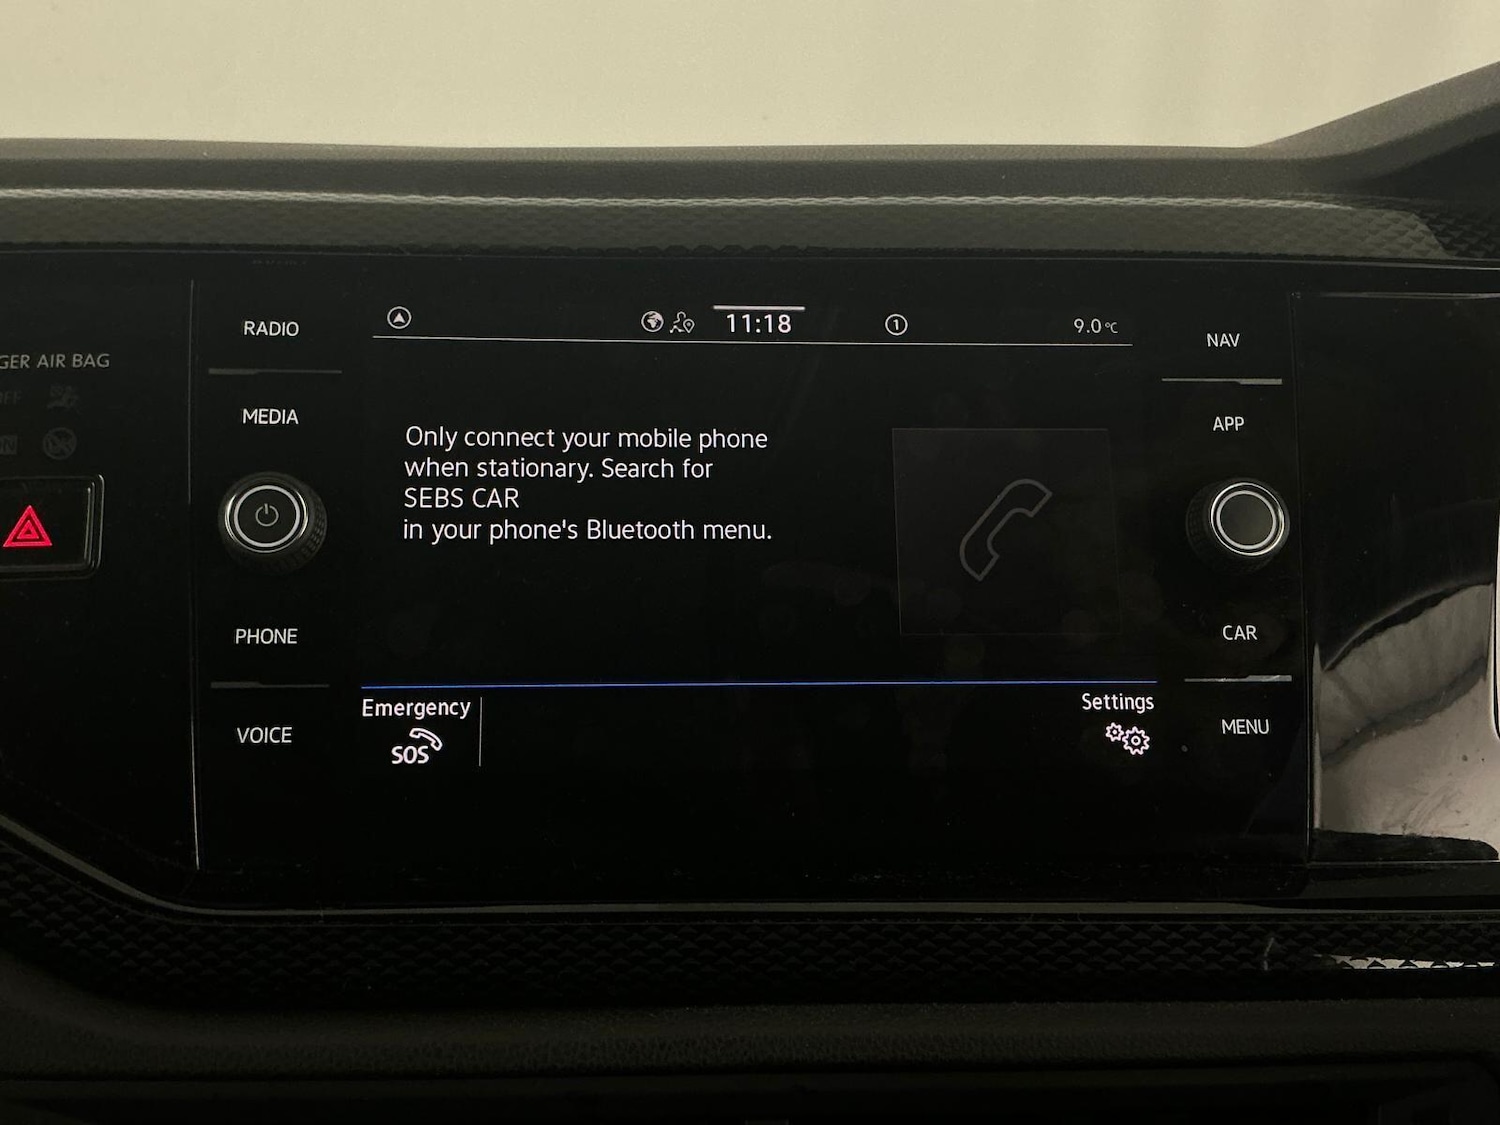 RADIO
GER AIR BAG
MEDIA
PHONE
VOICE
11:18
1
9.0°C
Only connect your mobile phone
when stationary. Search for
SEBS CAR
in your phone's Bluetooth menu.
Emergency
SOS
Settings
NAV
APP
CAR
MENU